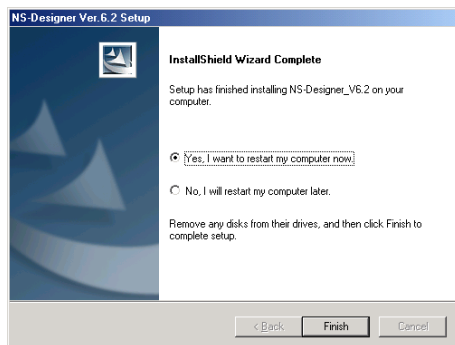 NS-Designer Ver.6.2 Setup
InstallShield Wizard Complete
Setup has finished installing NS-Designer_V6.2 on your
computer.
Yes, I want to restart my computer now.
No, I will restart my computer later.
Remove any disks from their drives, and then click Finish to
complete setup.
< Back
Finish
Cancel